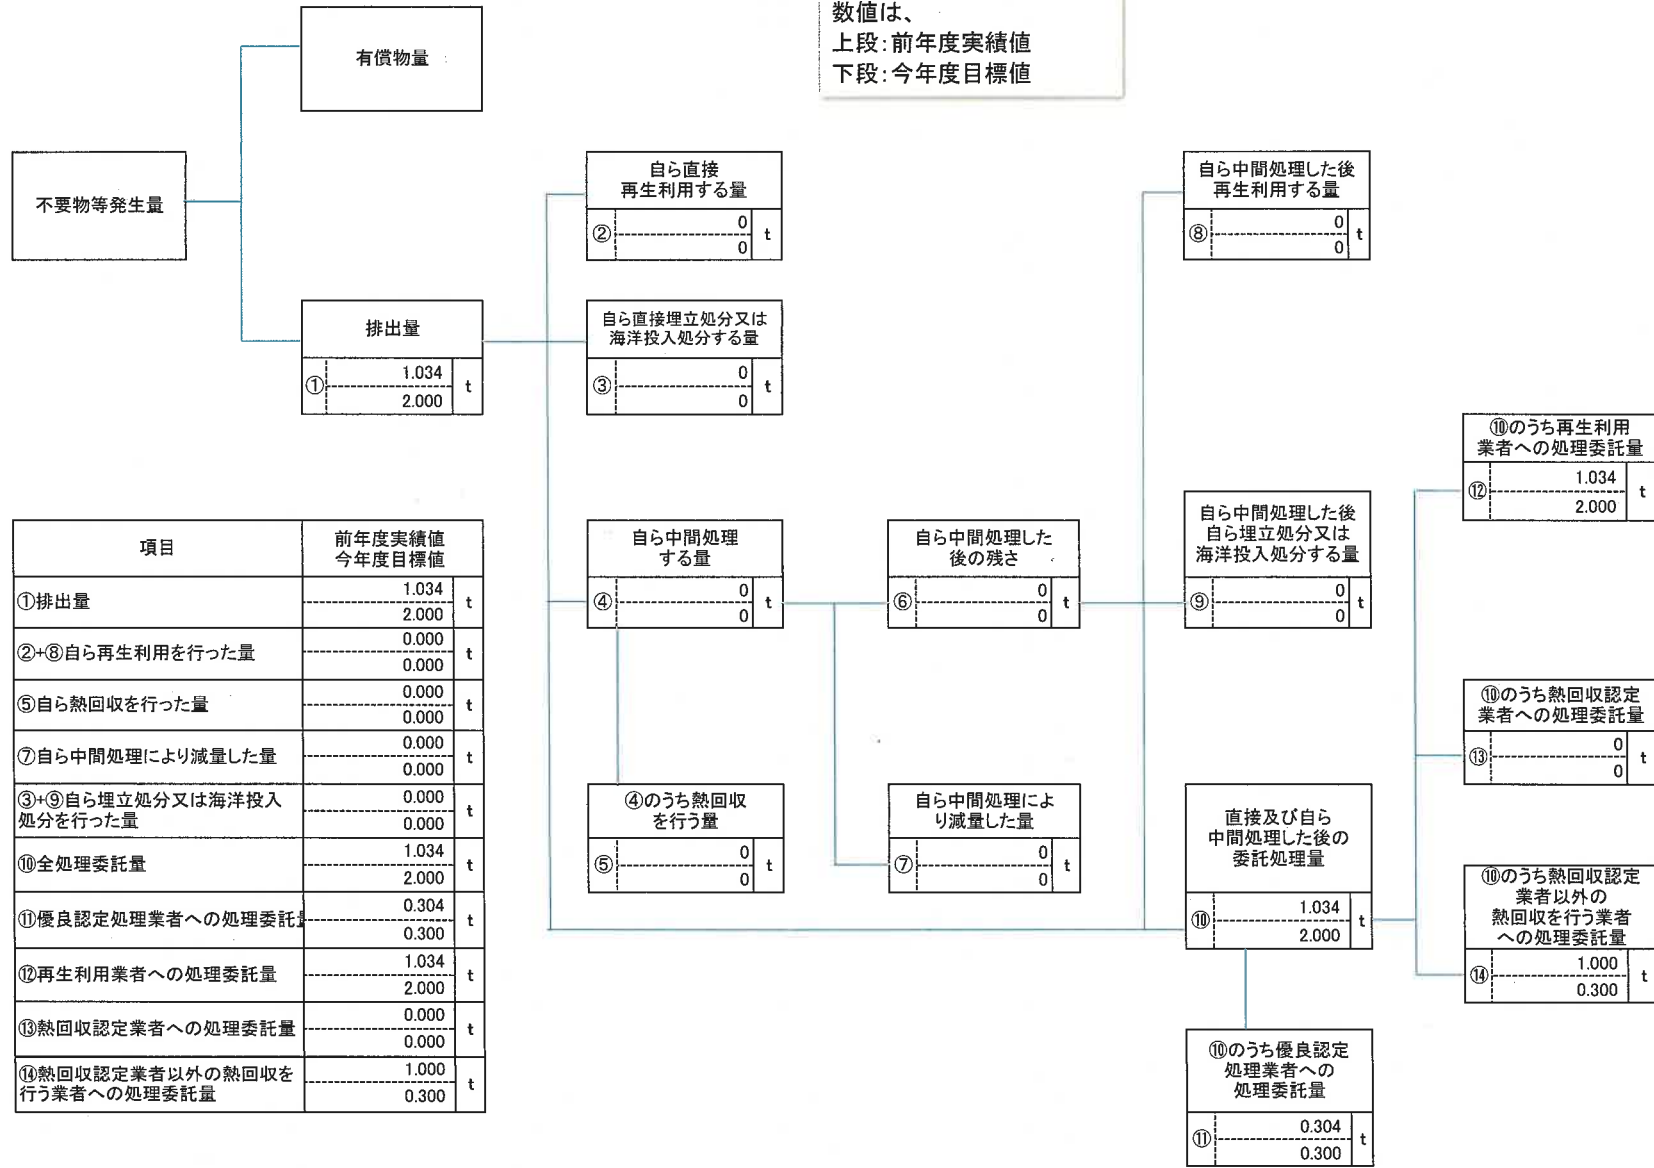 数値は、
上段:前年度実績値
下段:今年度目標値
有償物量
不要物等発生量
排出量
①
1.034
2.000
t
自ら直接
再生利用する量
②
0
0
t
自ら直接埋立処分又は
海洋投入処分する量
③
0
0
t
自ら中間処理
する量
④
0
0
t
④のうち熱回収
を行う量
⑤
0
0
t
自ら中間処理した
後の残さ
⑥
0
0
t
自ら中間処理によ
り減量した量
⑦
0
0
t
自ら中間処理した後
再生利用する量
⑧
0
0
t
自ら中間処理した後
自ら埋立処分又は
海洋投入処分する量
⑨
0
0
t
直接及び自ら
中間処理した後の
委託処理量
⑩
1.034
2.000
t
⑩のうち優良認定
処理業者への
処理委託量
⑪
0.304
0.300
t
⑩のうち再生利用
業者への処理委託量
⑫
1.034
2.000
t
⑩のうち熱回収認定
業者への処理委託量
⑬
0
0
t
⑩のうち熱回収認定
業者以外の
熱回収を行う業者
への処理委託量
⑭
1.000
0.300
t
項目
前年度実績値
今年度目標値
①排出量
1.034
2.000
t
②+⑧自ら再生利用を行った量
0.000
0.000
t
⑤自ら熱回収を行った量
0.000
0.000
t
⑦自ら中間処理により減量した量
0.000
0.000
t
③+⑨自ら埋立処分又は海洋投入
処分を行った量
0.000
0.000
t
⑩全処理委託量
1.034
2.000
t
⑪優良認定処理業者への処理委託
0.304
0.300
t
⑫再生利用業者への処理委託量
1.034
2.000
t
⑬熱回収認定業者への処理委託量
0.000
0.000
t
⑭熱回収認定業者以外の熱回収を
行う業者への処理委託量
1.000
0.300
t